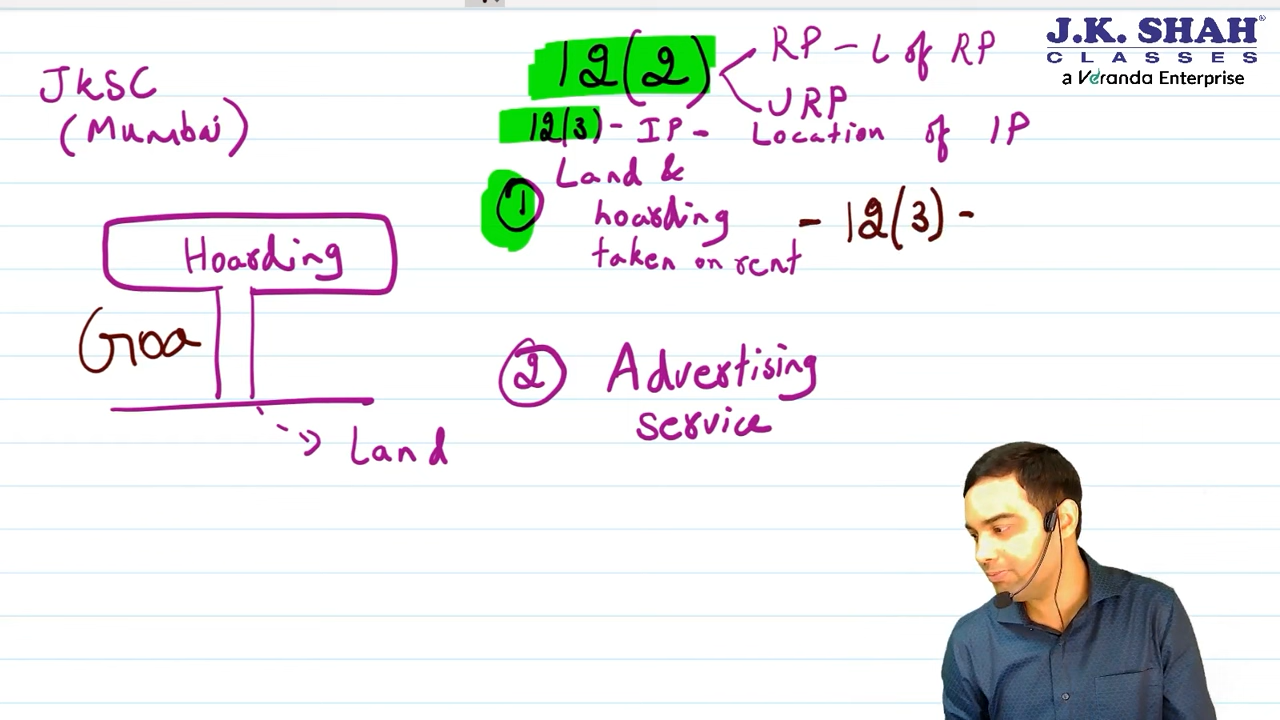 J.K. SHAH®
CLASSES
a Veranda Enterprise
JKSC
(Mumbai)
12(2)
RP - L of RP
URP
12(3) - IP - Location of IP
1 Land &
hoarding
taken on rent
- 12(3) -
Hoarding
Goa
Land
2 Advertising
service